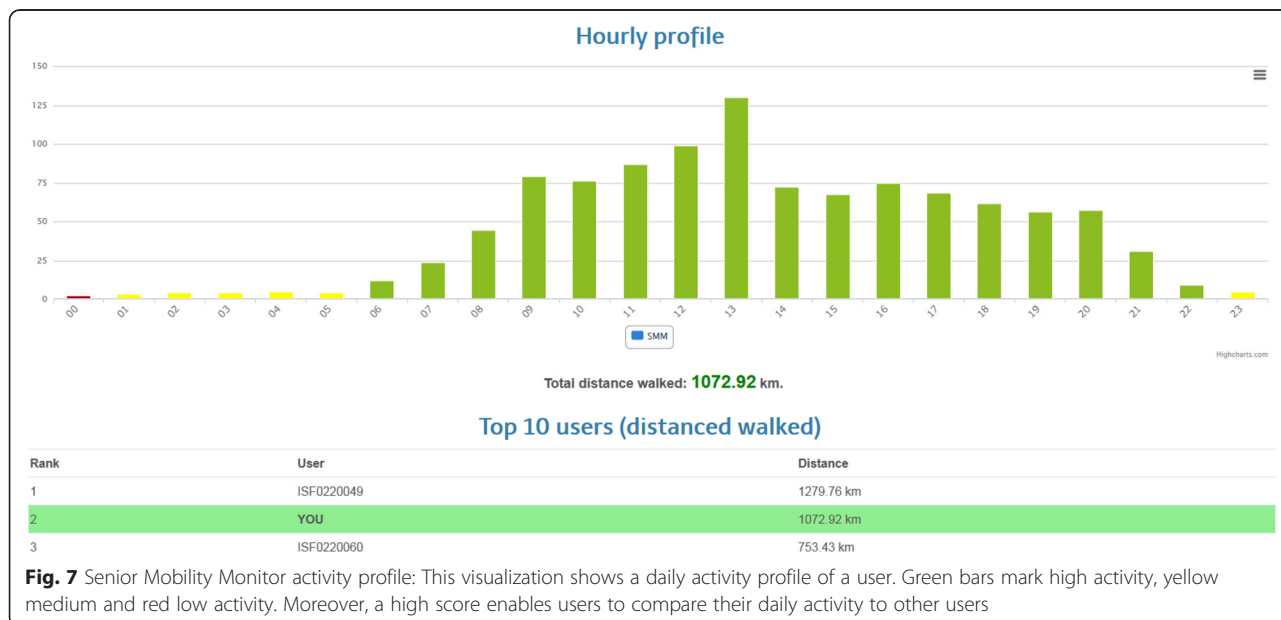 Hourly profile
150
125
100
75
50
25
0
00 01 02 03 04 05 06 07 08 09 10 11 12 13 14 15 16 17 18 19 20 21 22 23
SMM
Highcharts.com
Total distance walked: 1072.92 km.
Top 10 users (distanced walked)
Rank User Distance
1 ISF0220049 1279.76 km
2 YOU 1072.92 km
3 ISF0220060 753.43 km
Fig. 7 Senior Mobility Monitor activity profile: This visualization shows a daily activity profile of a user. Green bars mark high activity, yellow
medium and red low activity. Moreover, a high score enables users to compare their daily activity to other users